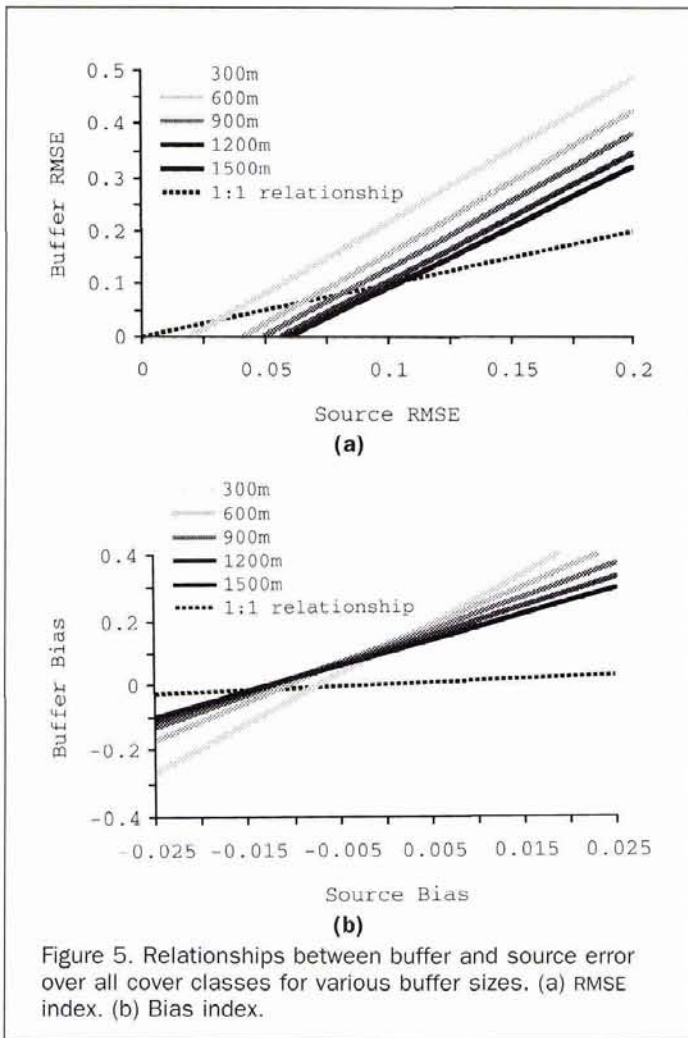 0.5
0.4
0.3
0.2
0.1
0
Buffer RMSE
300m
600m
900m
1200m
1500m
1:1 relationship
0 0.05 0.1 0.15 0.2
Source RMSE
(a)
300m
600m
900m
1200m
1500m
1:1 relationship
0.4
0.2
0
-0.2
-0.4
Buffer Bias
-0.025 -0.015 -0.005 0.005 0.015 0.025
Source Bias
(b)
Figure 5. Relationships between buffer and source error
over all cover classes for various buffer sizes. (a) RMSE
index. (b) Bias index.